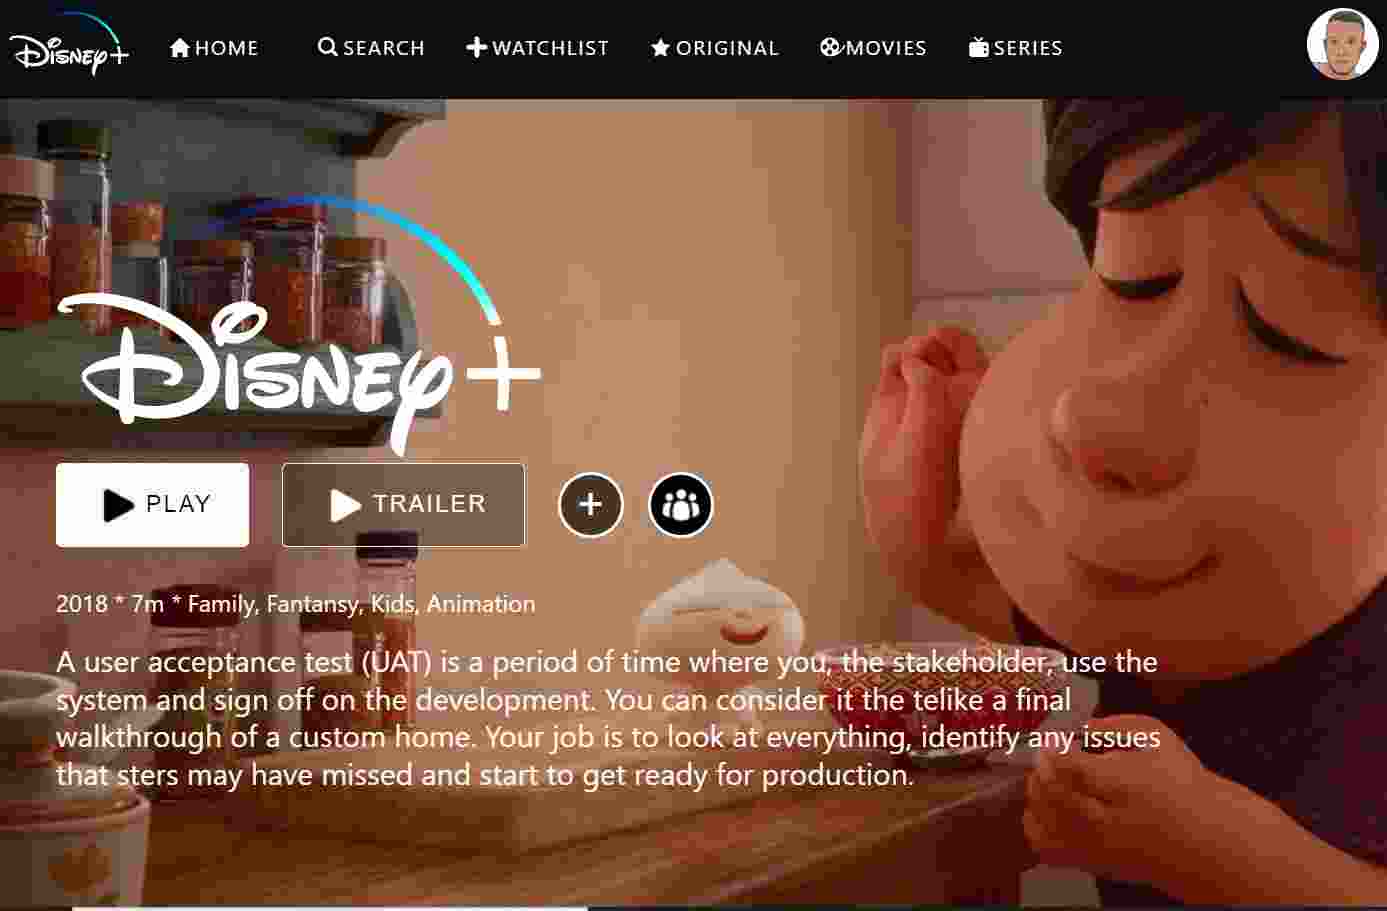 Disney+
HOME
SEARCH
WATCHLIST
ORIGINAL
MOVIES
SERIES
Disney+
PLAY
TRAILER
2018 * 7m * Family, Fantansy, Kids, Animation
A user acceptance test (UAT) is a period of time where you, the stakeholder, use the
system and sign off on the development. You can consider it the telike a final
walkthrough of a custom home. Your job is to look at everything, identify any issues
that sters may have missed and start to get ready for production.